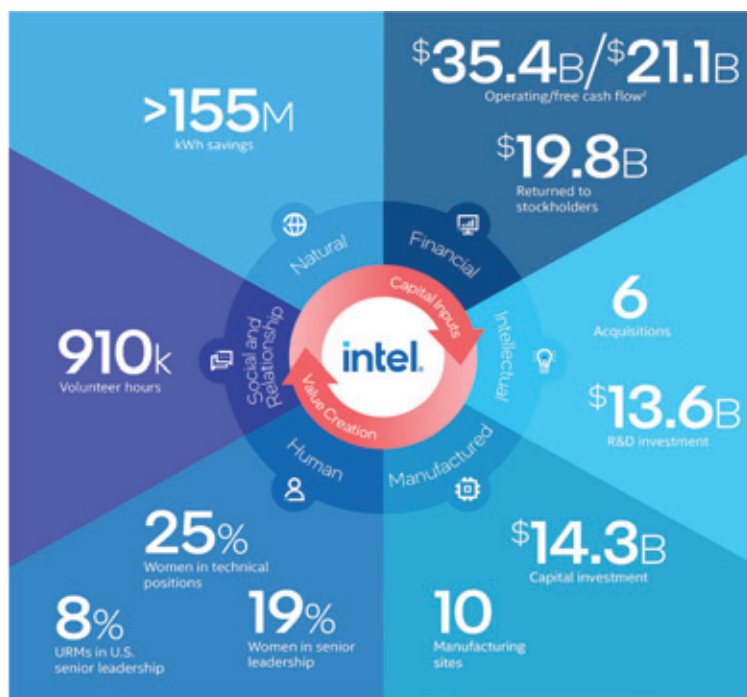 $35.4B/$21.1B
Operating/free cash flow²
>155M
kWh savings
$19.8B
Returned to
stockholders
Natural
Financial
Capital Inputs
6
Acquisitions
910k
Volunteer hours
Social and
Relationship
intel.
Intellectual
$13.6B
R&D investment
Value Creation
Human
Manufactured
25%
Women in technical
positions
$14.3B
Capital investment
8%
URMs in U.S.
senior leadership
19%
Women in senior
leadership
10
Manufacturing
sites